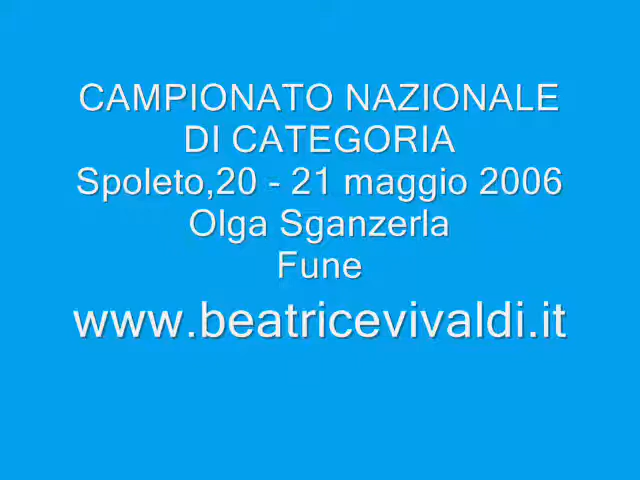 CAMPIONATO NAZIONALE
DI CATEGORIA
Spoleto,20 - 21 maggio 2006
Olga Sganzerla
Fune
www.beatricevivaldi.it